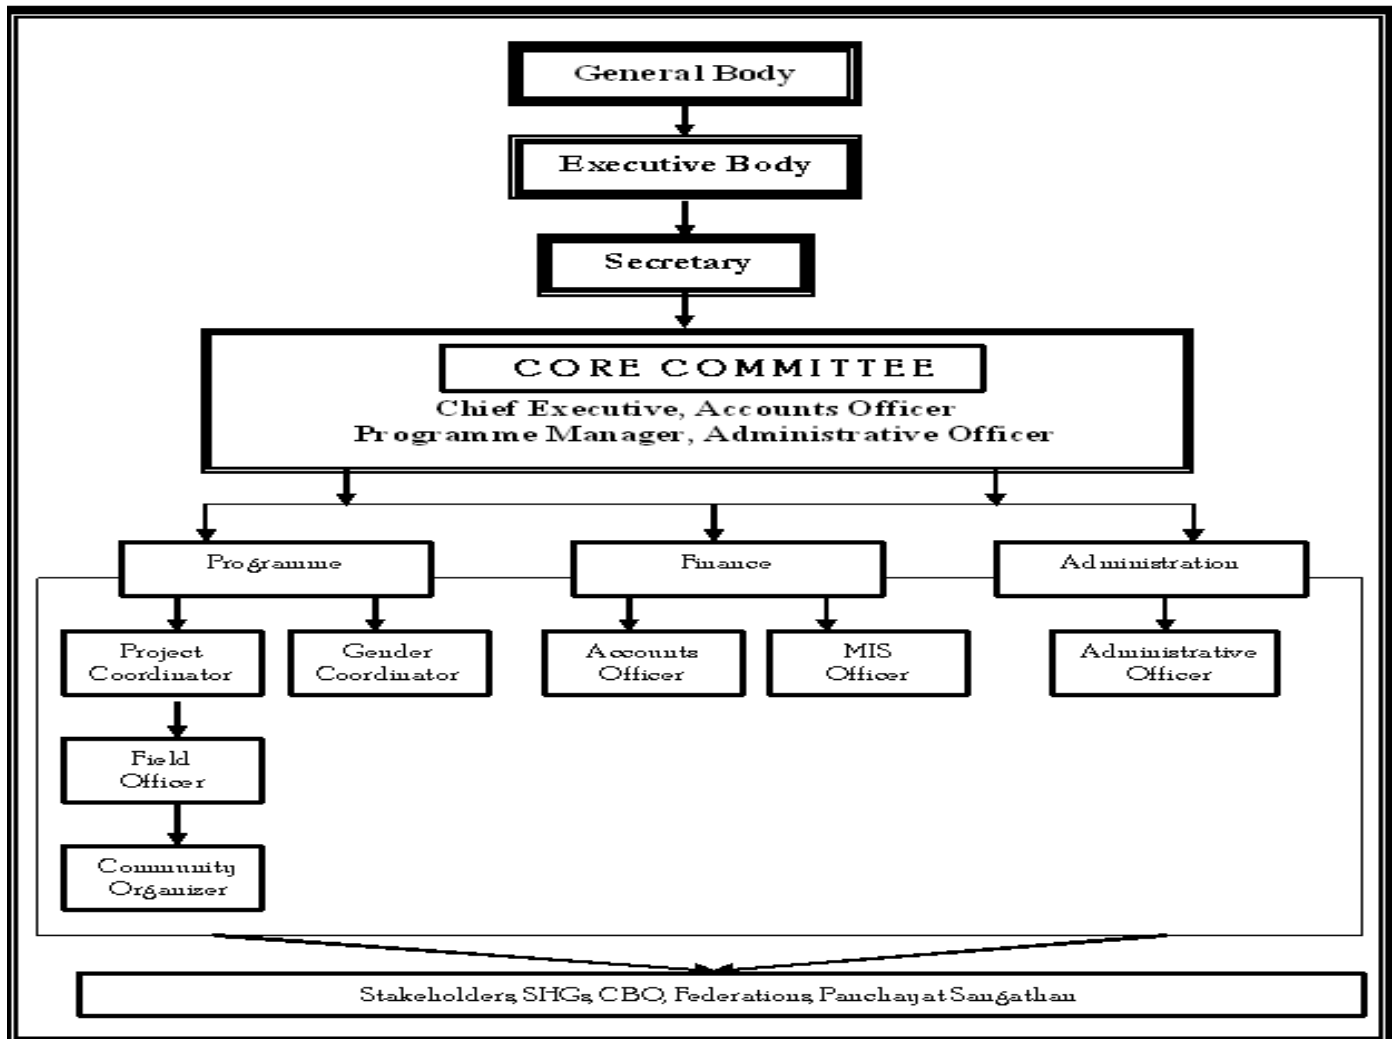 General Body
Executive Body
Secretary
CORE COMMITTEE
Chief Executive, Accounts Officer
Programme Manager, Administrative Officer
Programme
Finance
Administration
Project
Coordinator
Gender
Coordinator
Accounts
Officer
MIS
Officer
Administrative
Officer
Field
Officer
Community
Organizer
Stakeholders, SHGs, CBO, Federations, Panchayat Sangathan